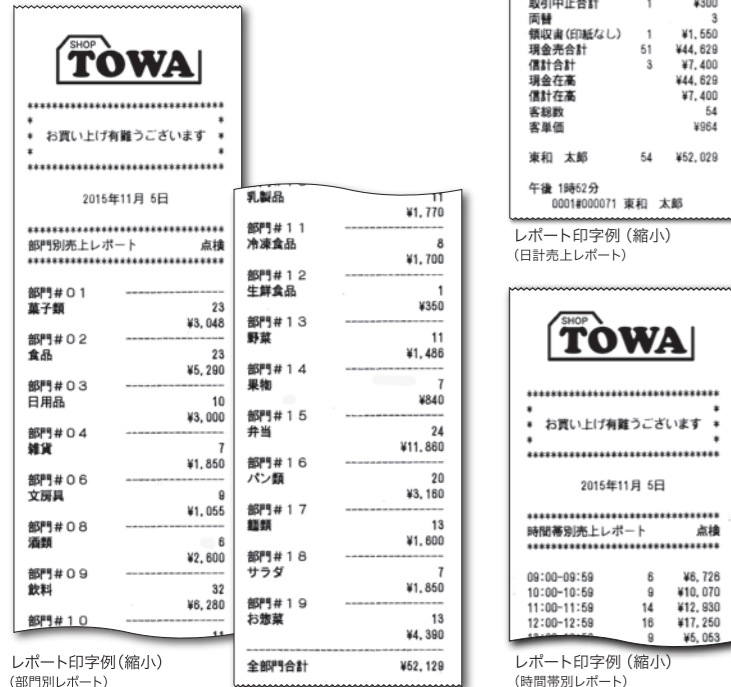 SHOP
TOWA
********************************
* *
* お買い上げ有難うございます *
* *
********************************
2015年11月 5日
********************************
部門別売上レポート 点検
********************************
部門#01 ----------------
菓子類 23
¥3,048
部門#02 ----------------
食品 23
¥5,290
部門#03 ----------------
日用品 10
¥3,000
部門#04 ----------------
雑貨 7
¥1,850
部門#06 ----------------
文房具 9
¥1,055
部門#08 ----------------
酒類 6
¥2,600
部門#09 ----------------
飲料 32
¥6,280
部門#10 ----------------
11
レポート印字例(縮小)
(部門別レポート)
乳製品 11
¥1,770
部門#11 ----------------
冷凍食品 8
¥1,700
部門#12 ----------------
生鮮食品 1
¥350
部門#13 ----------------
野菜 11
¥1,486
部門#14 ----------------
果物 7
¥840
部門#15 ----------------
弁当 24
¥11,860
部門#16 ----------------
パン類 20
¥3,160
部門#17 ----------------
麺類 13
¥1,600
部門#18 ----------------
サラダ 7
¥1,850
部門#19 ----------------
お惣菜 13
¥4,390
--------------------------------
全部門合計 ¥52,129
取引中止合計 1 ¥300
両替 3
領収書(印紙なし) 1 ¥1,550
現金売合計 51 ¥44,629
信計合計 3 ¥7,400
現金在高 ¥44,629
信計在高 ¥7,400
客総数 54
客単価 ¥964
東和 太郎 54 ¥52,029
午後 1時52分
0001#000071 東和 太郎
レポート印字例 (縮小)
(日計売上レポート)
SHOP
TOWA
********************************
* *
* お買い上げ有難うございます *
* *
********************************
2015年11月 5日
********************************
時間帯別売上レポート 点検
********************************
09:00-09:59 6 ¥6,726
10:00-10:59 9 ¥10,070
11:00-11:59 14 ¥12,930
12:00-12:59 16 ¥17,250
9 ¥5,053
レポート印字例 (縮小)
(時間帯別レポート)